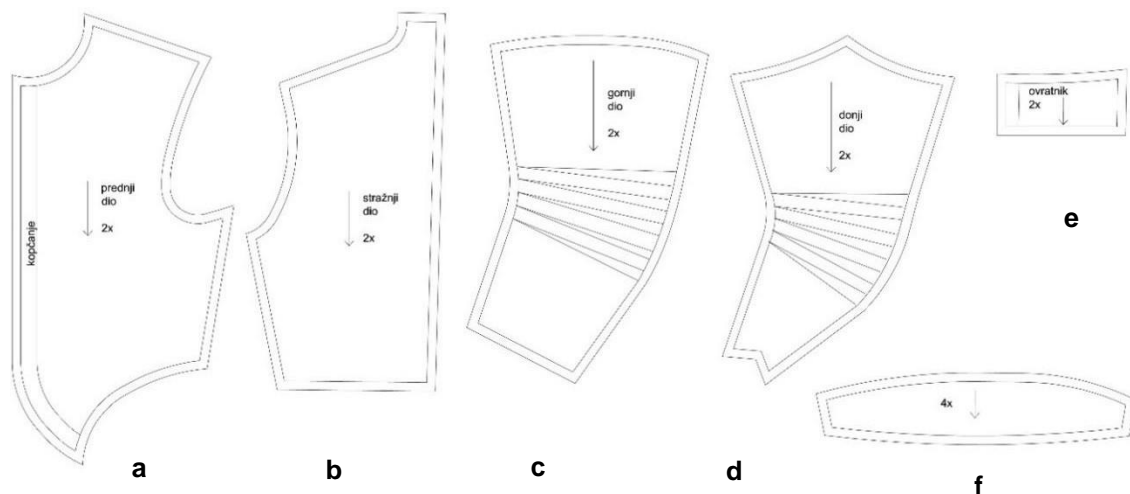 kopčanje
prednji
dio
2x
stražnji
dio
2x
gornji
dio
2x
donji
dio
2x
ovratnik
2x
4x
a
b
c
d
e
f